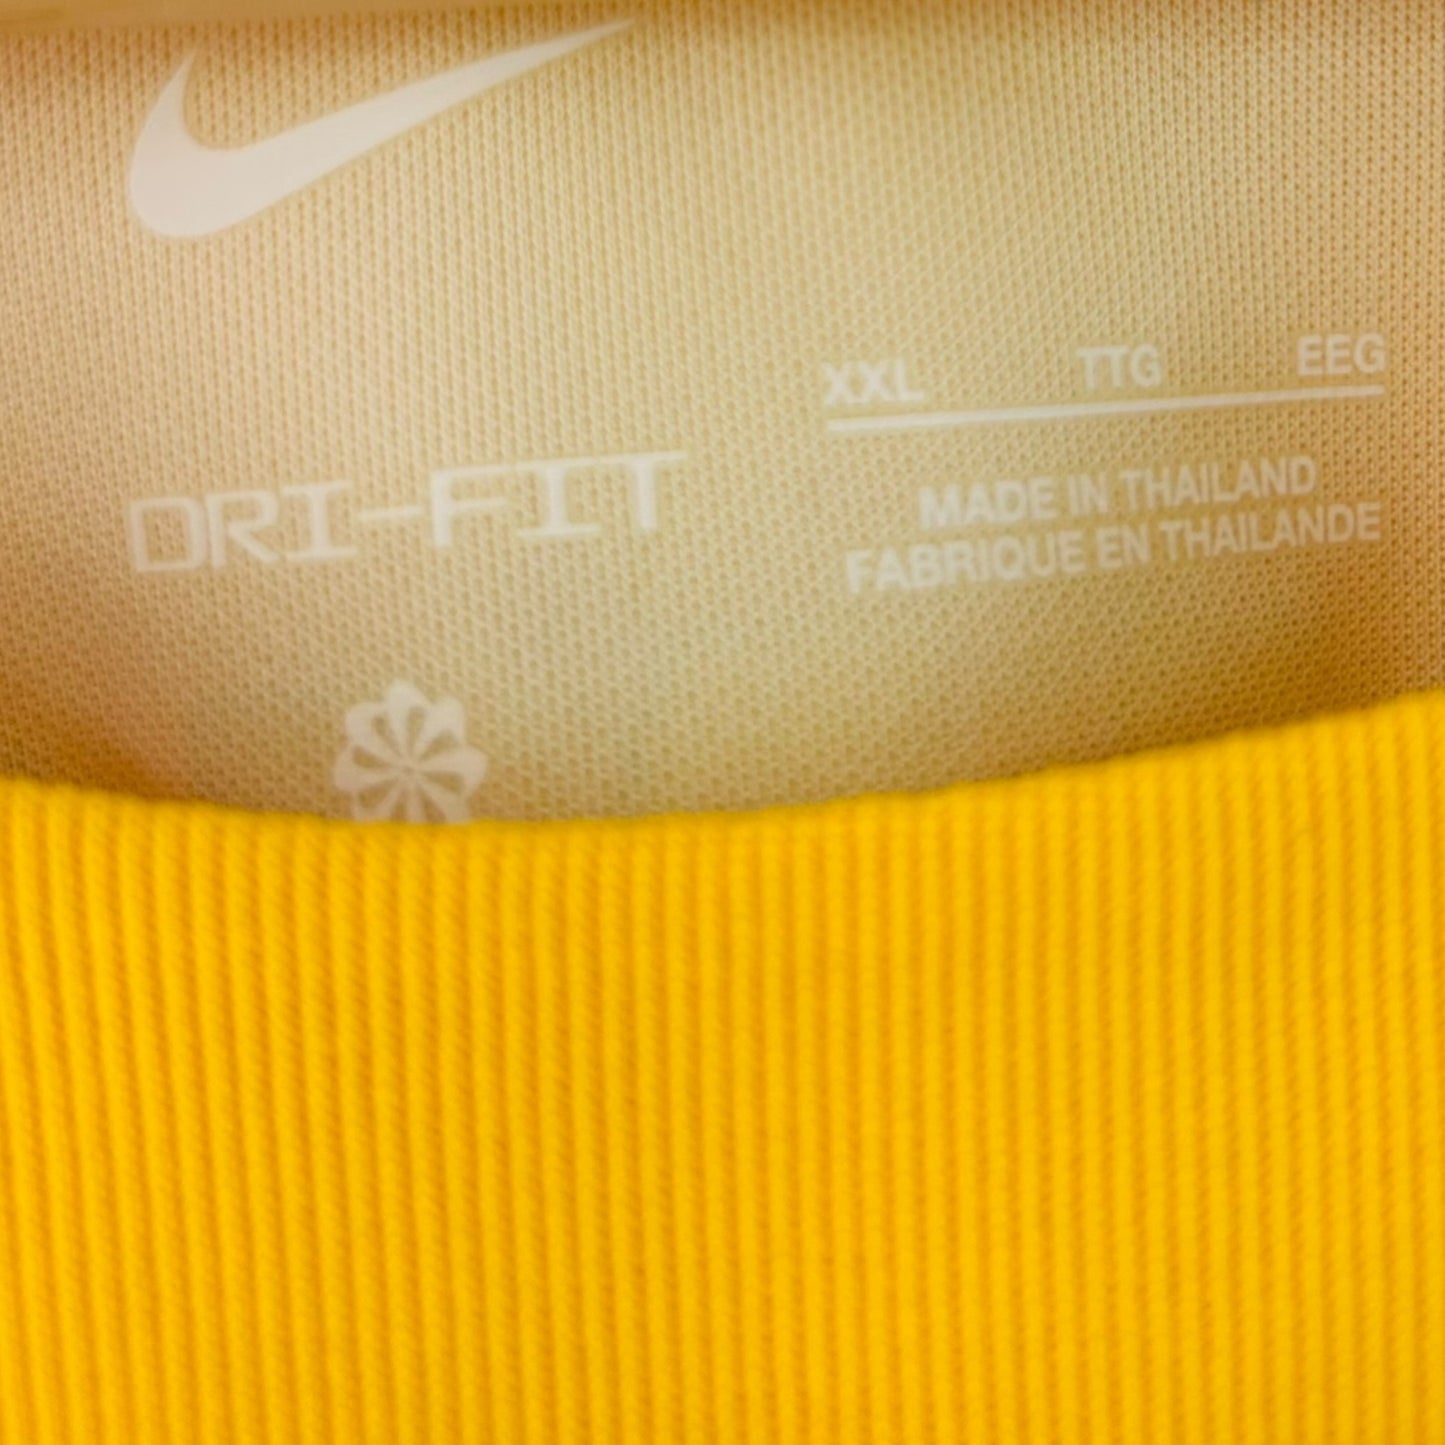 XXL TTG EEG
DRI-FIT
MADE IN THAILAND
FABRIQUE EN THAILANDE